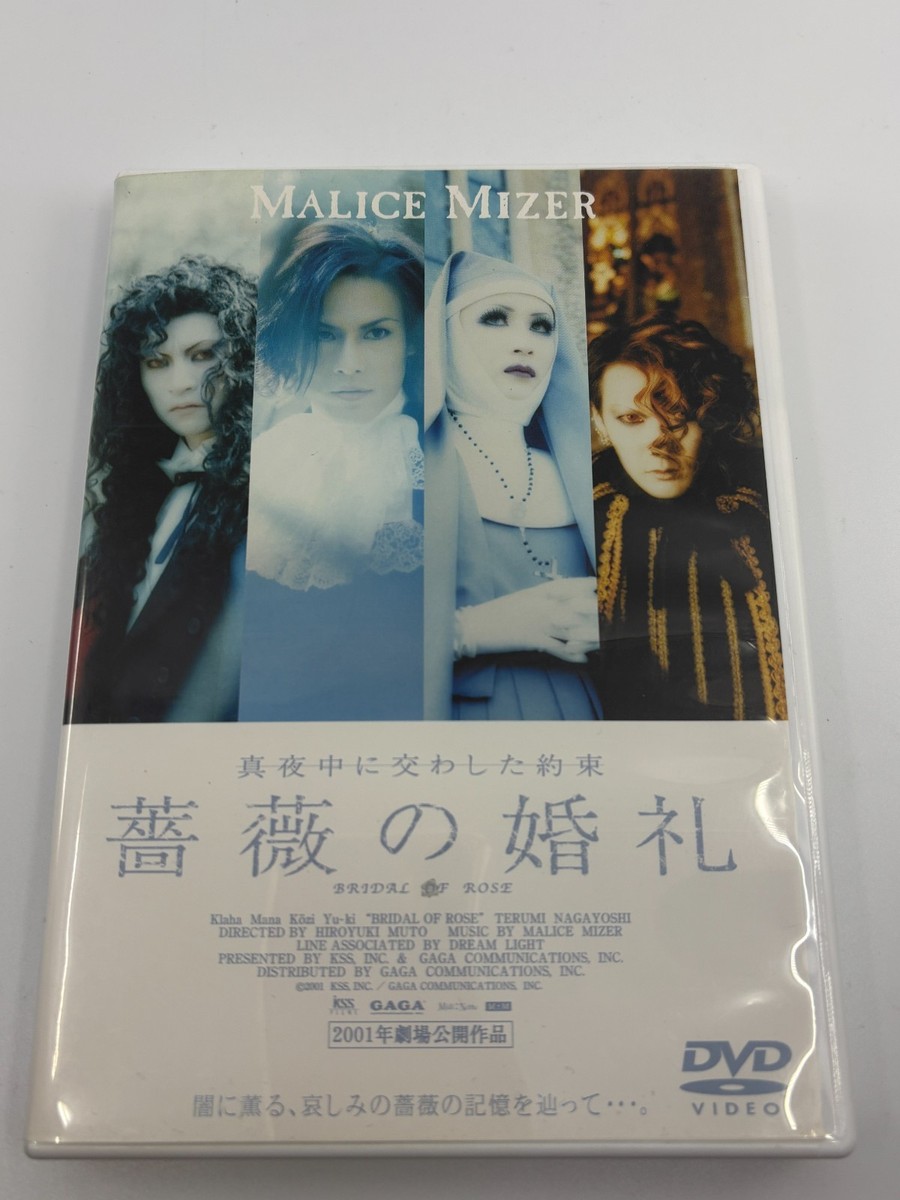 MALICE MIZER
真夜中に交わした約束
薔薇の婚礼
BRIDAL OF ROSE
Klaha Mana Közi Yu-ki "BRIDAL OF ROSE" TERUMI NAGAYOSHI
DIRECTED BY HIROYUKI MUTO MUSIC BY MALICE MIZER
LINE ASSOCIATED BY DREAM LIGHT
PRESENTED BY KSS, INC. & GAGA COMMUNICATIONS, INC.
DISTRIBUTED BY GAGA COMMUNICATIONS, INC.
©2001 KSS, INC. / GAGA COMMUNICATIONS, INC.
kSS FILMS GAGA
2001年劇場公開作品
DVD
VIDEO
闇に薫る、哀しみの薔薇の記憶を辿って・・・。